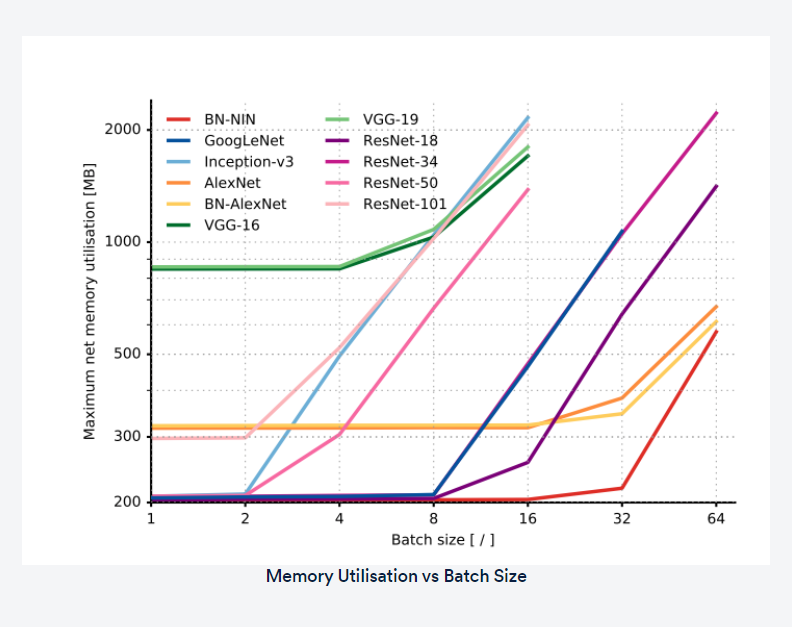 2000
1000
500
300
200
Maximum net memory utilisation [MB]
BN-NIN
GoogLeNet
Inception-v3
AlexNet
BN-AlexNet
VGG-16
VGG-19
ResNet-18
ResNet-34
ResNet-50
ResNet-101
1 2 4 8 16 32 64
Batch size [ / ]
Memory Utilisation vs Batch Size